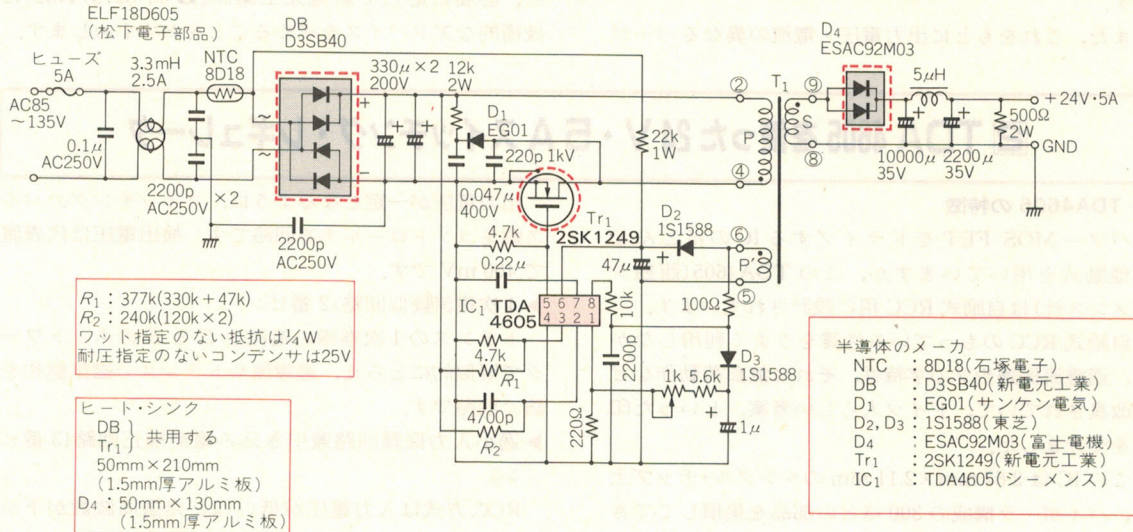 ELF18D605
(松下電子部品)
ヒューズ
5A
3.3mH
2.5A
NTC
8D18
DB
D3SB40
330μ×2
200V
12k
2W
D1
EG01
220p 1kV
22k
1W
T1
D4
ESAC92M03
5μH
+24V・5A
500Ω
2W
GND
10000μ
35V
2200μ
35V
AC85
~135V
0.1μ
AC250V
2200p
AC250V ×2
2200p
AC250V
~
~
+
−
②
④
P
⑨
S
⑧
⑥
P'
⑤
0.047μ
400V
4.7k
0.22μ
Tr1
2SK1249
D2
1S1588
47μ
IC1 TDA
4605
5 6 7 8
4 3 2 1
10k
100Ω
2200p
D3
1S1588
4.7k
R1
4700p
R2
220Ω
1k 5.6k
1μ
R1 : 377k(330k+47k)
R2 : 240k(120k×2)
ワット指定のない抵抗は¼W
耐圧指定のないコンデンサは25V
ヒート・シンク
DB
Tr1 } 共用する
50mm×210mm
(1.5mm厚アルミ板)
D4 : 50mm×130mm
(1.5mm厚アルミ板)
半導体のメーカ
NTC : 8D18(石塚電子)
DB : D3SB40(新電元工業)
D1 : EG01(サンケン電気)
D2, D3 : 1S1588(東芝)
D4 : ESAC92M03(富士電機)
Tr1 : 2SK1249(新電元工業)
IC1 : TDA4605(シーメンス)